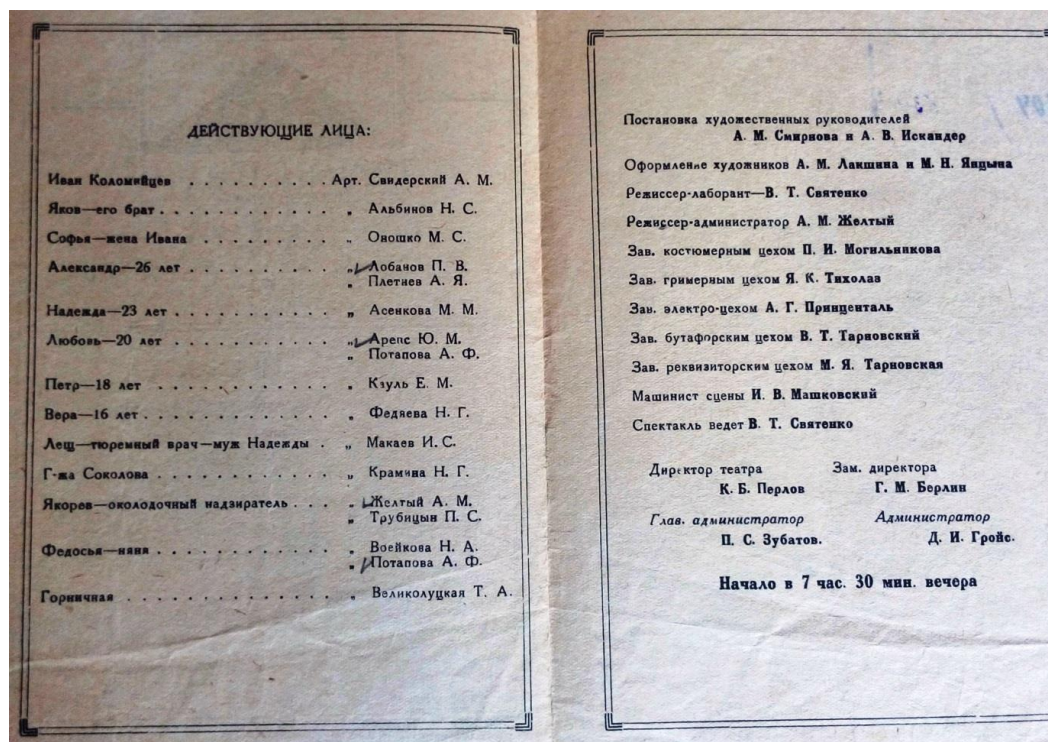 ДЕЙСТВУЮЩИЕ ЛИЦА:
Иван Коломийцев . . . . . . . . . . Арт. Свидерский А. М.
Яков—его брат . . . . . . . . . . . . „ Альбинов Н. С.
Софья—жена Ивана . . . . . . . . . „ Оношко М. С.
Александр—26 лет . . . . . . . . . . „ Лобанов П. В.
„ Плетнев А. Я.
Надежда—23 лет . . . . . . . . . . . „ Асенкова М. М.
Любовь—20 лет . . . . . . . . . . . „ Аренс Ю. М.
„ Потапова А. Ф.
Петр—18 лет . . . . . . . . . . . . „ Кзуль Е. М.
Вера—16 лет . . . . . . . . . . . . . „ Федяева Н. Г.
Лещ—тюремный врач—муж Надежды . „ Макаев И. С.
Г-жа Соколова . . . . . . . . . . . . „ Крамина Н. Г.
Якорев—околодочный надзиратель . . . „ Желтый А. М.
„ Трубицын П. С.
Федосья—няня . . . . . . . . . . . . „ Воейкова Н. А.
„ Потапова А. Ф.
Горничная . . . . . . . . . . . . . . „ Великолуцкая Т. А.
Постановка художественных руководителей
А. М. Смирнова и А. В. Искандер
Оформление художников А. М. Лакшина и М. Н. Янцына
Режиссер-лаборант—В. Т. Святенко
Режиссер-администратор А. М. Желтый
Зав. костюмерным цехом П. И. Могильникова
Зав. гримерным цехом Я. К. Тихолаз
Зав. электро-цехом А. Г. Принценталь
Зав. бутафорским цехом В. Т. Тарновский
Зав. реквизиторским цехом М. Я. Тарновская
Машинист сцены И. В. Машковский
Спектакль ведет В. Т. Святенко
Директор театра Зам. директора
К. Б. Перлов Г. М. Берлин
Глав. администратор Администратор
П. С. Зубатов. Д. И. Гройс.
Начало в 7 час. 30 мин. вечера